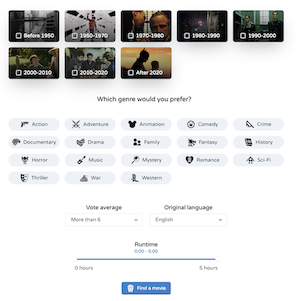 Before 1950
1950-1970
1970-1980
1980-1990
1990-2000
2000-2010
2010-2020
After 2020
Which genre would you prefer?
Action
Adventure
Animation
Comedy
Crime
Documentary
Drama
Family
Fantasy
History
Horror
Music
Mystery
Romance
Sci-Fi
Thriller
War
Western
Vote average
Original language
More than 6
English
Runtime
0:00 - 5:00
0 hours
5 hours
Find a movie